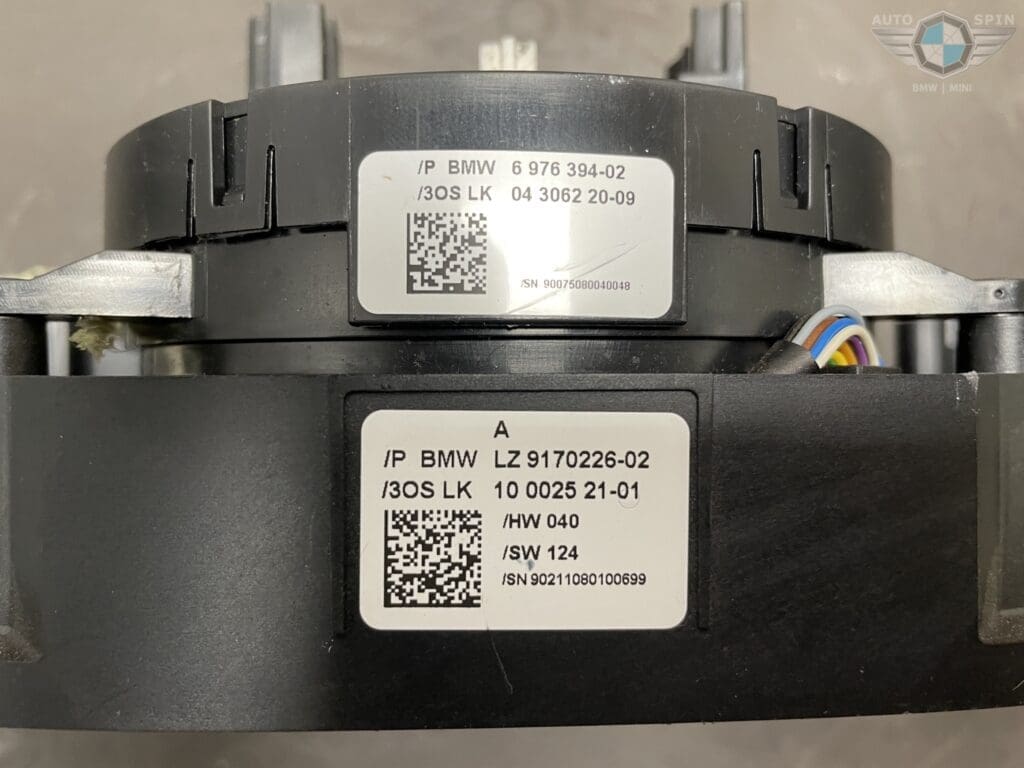 AUTO SPIN
BMW | MINI
/P BMW 6 976 394-02
/3OS LK 04 3062 20-09
/SN 90075080040048
A
/P BMW LZ 9170226-02
/3OS LK 10 0025 21-01
/HW 040
/SW 124
/SN 90211080100699